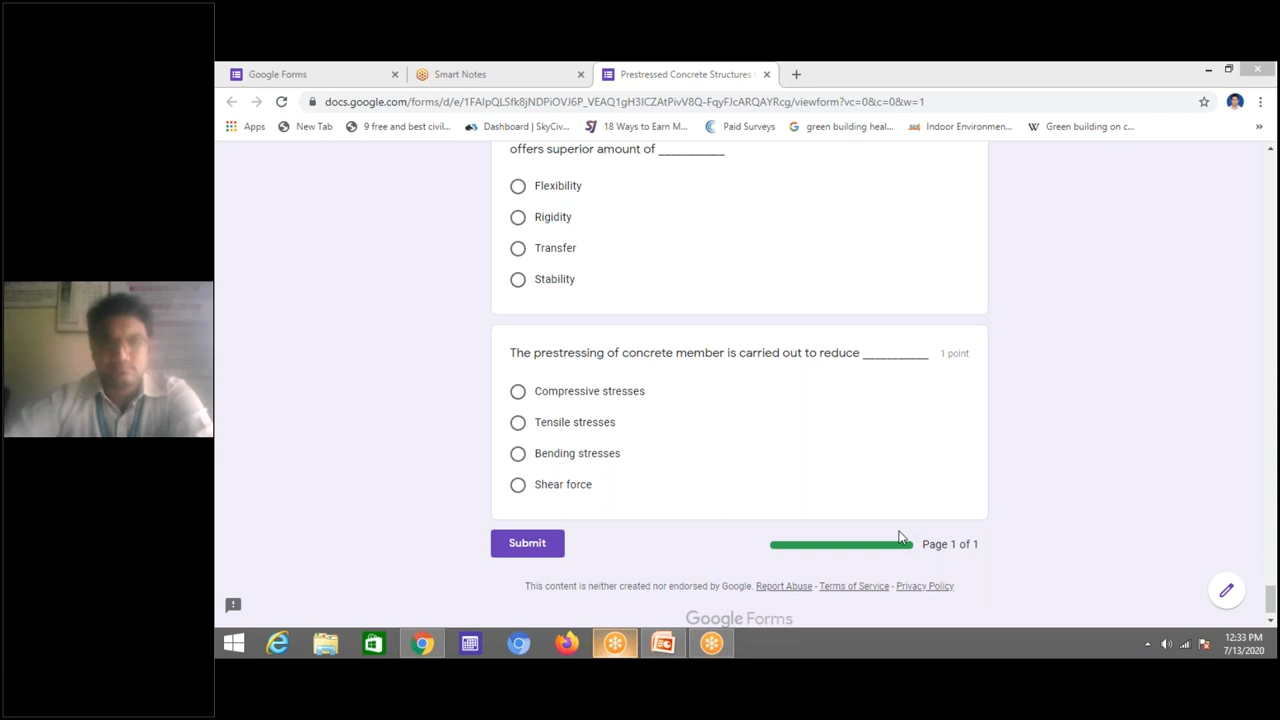 Google Forms
Smart Notes
Prestressed Concrete Structures
docs.google.com/forms/d/e/1FAIpQLSfk8jNDPiOVJ6P_VEAQ1gH3ICZAtPivV8Q-FqyFJcARQAYRcg/viewform?vc=0&c=0&w=1
Apps
New Tab
9 free and best civil...
Dashboard | SkyCiv...
18 Ways to Earn M...
Paid Surveys
green building heal...
Indoor Environmen...
Green building on c...
»
offers superior amount of ___________
Flexibility
Rigidity
Transfer
Stability
The prestressing of concrete member is carried out to reduce ___________ 1 point
Compressive stresses
Tensile stresses
Bending stresses
Shear force
Submit
Page 1 of 1
This content is neither created nor endorsed by Google. Report Abuse - Terms of Service - Privacy Policy
Google Forms
12:33 PM
7/13/2020